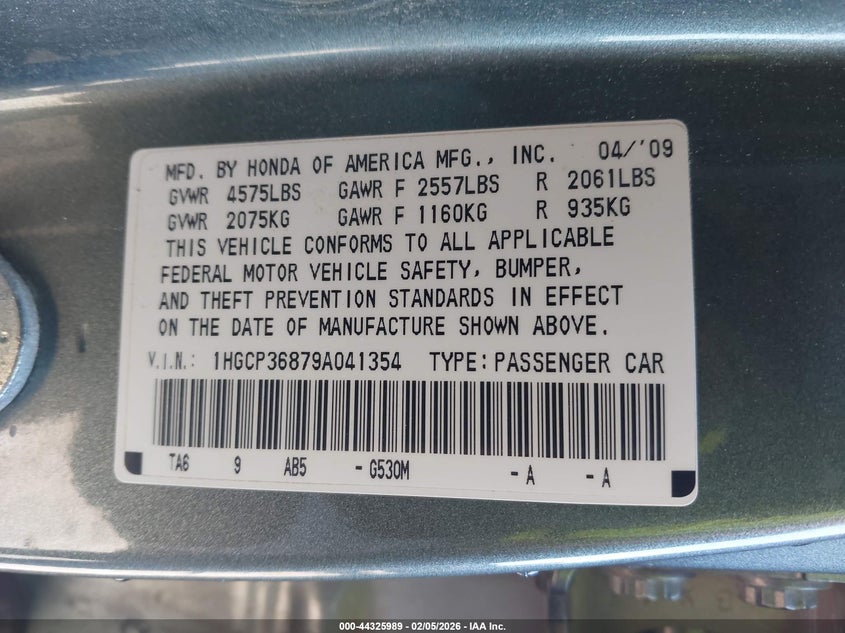 MFD. BY HONDA OF AMERICA MFG., INC. 04/'09
GVWR 4575LBS GAWR F 2557LBS R 2061LBS
GVWR 2075KG GAWR F 1160KG R 935KG
THIS VEHICLE CONFORMS TO ALL APPLICABLE
FEDERAL MOTOR VEHICLE SAFETY, BUMPER,
AND THEFT PREVENTION STANDARDS IN EFFECT
ON THE DATE OF MANUFACTURE SHOWN ABOVE.
V.I.N.: 1HGCP36879A041354 TYPE:PASSENGER CAR
TA6 9 AB5 - G530M - A - A
000-44325989 - 02/05/2026 - IAA Inc.